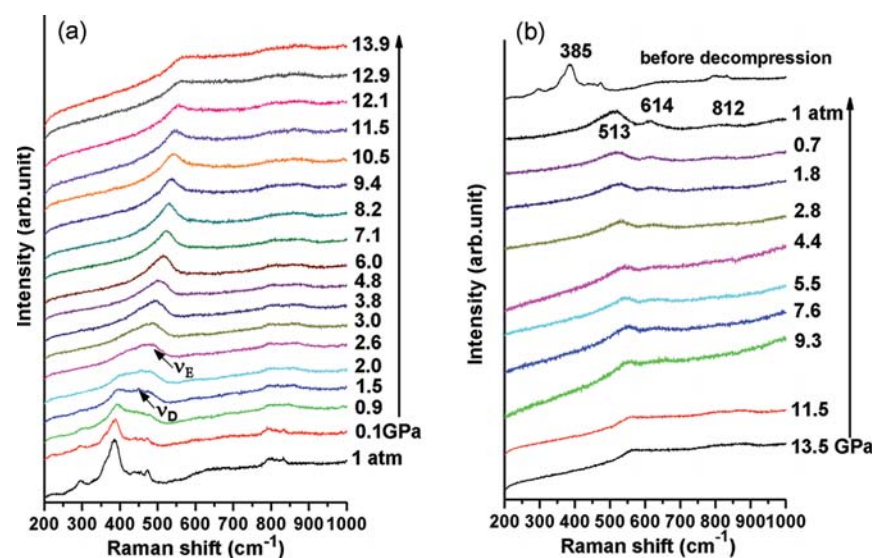 (a)
13.9
12.9
12.1
11.5
10.5
9.4
8.2
7.1
6.0
4.8
3.8
3.0
2.6
2.0
1.5
0.9
0.1GPa
1 atm
νE
νD
Intensity (arb.unit)
200 300 400 500 600 700 800 900 1000
Raman shift (cm-1)
(b)
385
before decompression
614
812
1 atm
513
0.7
1.8
2.8
4.4
5.5
7.6
9.3
11.5
13.5 GPa
Intensity (arb.unit)
200 300 400 500 600 700 800 900 1000
Raman shift (cm-1)